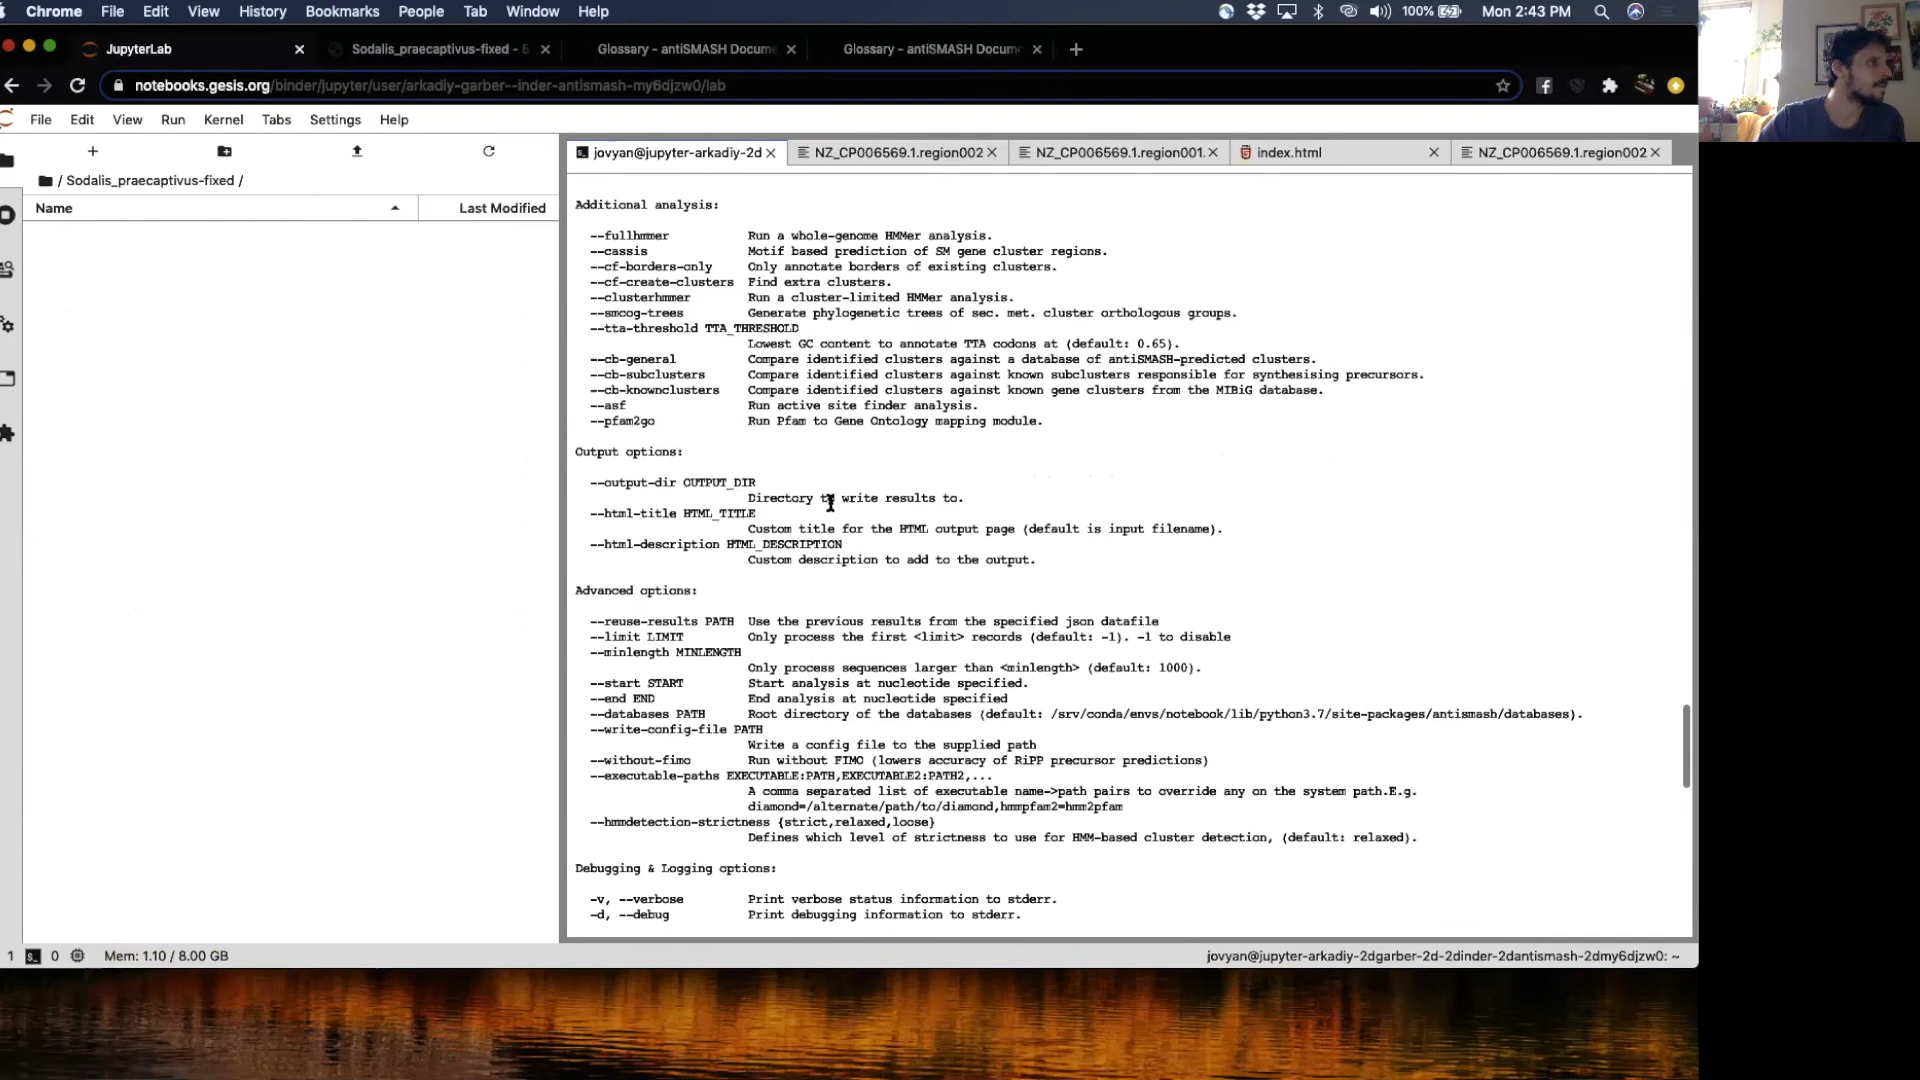 Chrome File Edit View History Bookmarks People Tab Window Help 100% Mon 2:43 PM
JupyterLab Sodalis_praecaptivus-fixed - 5 Glossary - antiSMASH Docume Glossary - antiSMASH Docum
notebooks.gesis.org/binder/jupyter/user/arkadiy-garber--inder-antismash-my6djzw0/lab
File Edit View Run Kernel Tabs Settings Help
jovyan@jupyter-arkadiy-2d NZ_CP006569.1.region002 NZ_CP006569.1.region001. index.html NZ_CP006569.1.region002
/ Sodalis_praecaptivus-fixed /
Name Last Modified
Additional analysis:
--fullhmmer Run a whole-genome HMMer analysis.
--cassis Motif based prediction of SM gene cluster regions.
--cf-borders-only Only annotate borders of existing clusters.
--cf-create-clusters Find extra clusters.
--clusterhmmer Run a cluster-limited HMMer analysis.
--smcog-trees Generate phylogenetic trees of sec. met. cluster orthologous groups.
--tta-threshold TTA_THRESHOLD
Lowest GC content to annotate TTA codons at (default: 0.65).
--cb-general Compare identified clusters against a database of antiSMASH-predicted clusters.
--cb-subclusters Compare identified clusters against known subclusters responsible for synthesising precursors.
--cb-knownclusters Compare identified clusters against known gene clusters from the MIBiG database.
--asf Run active site finder analysis.
--pfam2go Run Pfam to Gene Ontology mapping module.
Output options:
--output-dir OUTPUT_DIR
Directory to write results to.
--html-title HTML_TITLE
Custom title for the HTML output page (default is input filename).
--html-description HTML_DESCRIPTION
Custom description to add to the output.
Advanced options:
--reuse-results PATH Use the previous results from the specified json datafile
--limit LIMIT Only process the first <limit> records (default: -1). -1 to disable
--minlength MINLENGTH
Only process sequences larger than <minlength> (default: 1000).
--start START Start analysis at nucleotide specified.
--end END End analysis at nucleotide specified
--databases PATH Root directory of the databases (default: /srv/conda/envs/notebook/lib/python3.7/site-packages/antismash/databases).
--write-config-file PATH
Write a config file to the supplied path
--without-fimo Run without FIMO (lowers accuracy of RiPP precursor predictions)
--executable-paths EXECUTABLE:PATH,EXECUTABLE2:PATH2,...
A comma separated list of executable name->path pairs to override any on the system path.E.g.
diamond=/alternate/path/to/diamond,hmmpfam2=hmm2pfam
--hmmdetection-strictness {strict,relaxed,loose}
Defines which level of strictness to use for HMM-based cluster detection, (default: relaxed).
Debugging & Logging options:
-v, --verbose Print verbose status information to stderr.
-d, --debug Print debugging information to stderr.
1 0 Mem: 1.10 / 8.00 GB jovyan@jupyter-arkadiy-2dgarber-2d-2dinder-2dantismash-2dmy6djzw0: ~